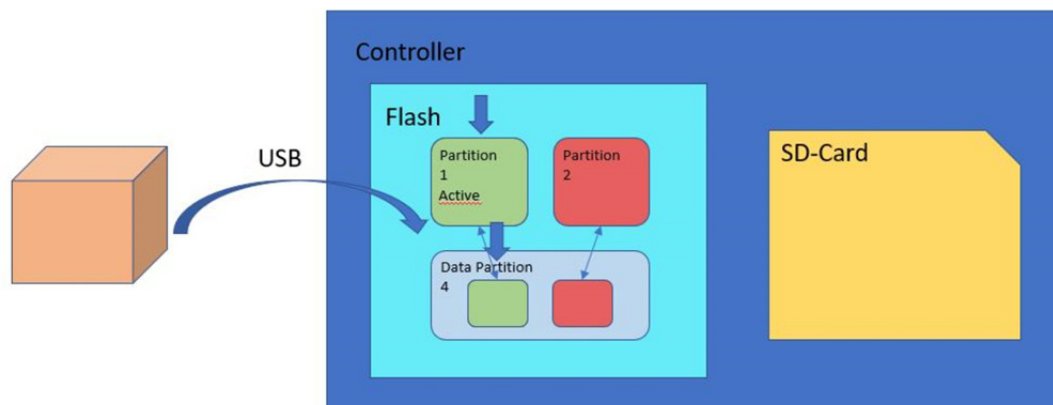 Controller
Flash
USB
Partition
1
Active
Partition
2
Data Partition
4
SD-Card